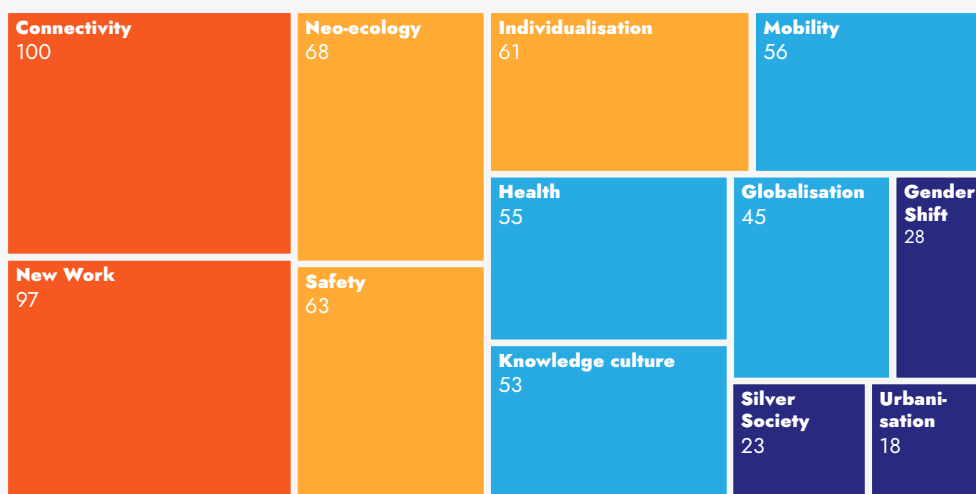 Connectivity
100
Neo-ecology
68
Individualisation
61
Mobility
56
Health
55
Globalisation
45
Gender
Shift
28
New Work
97
Safety
63
Knowledge culture
53
Silver
Society
23
Urbani-
sation
18